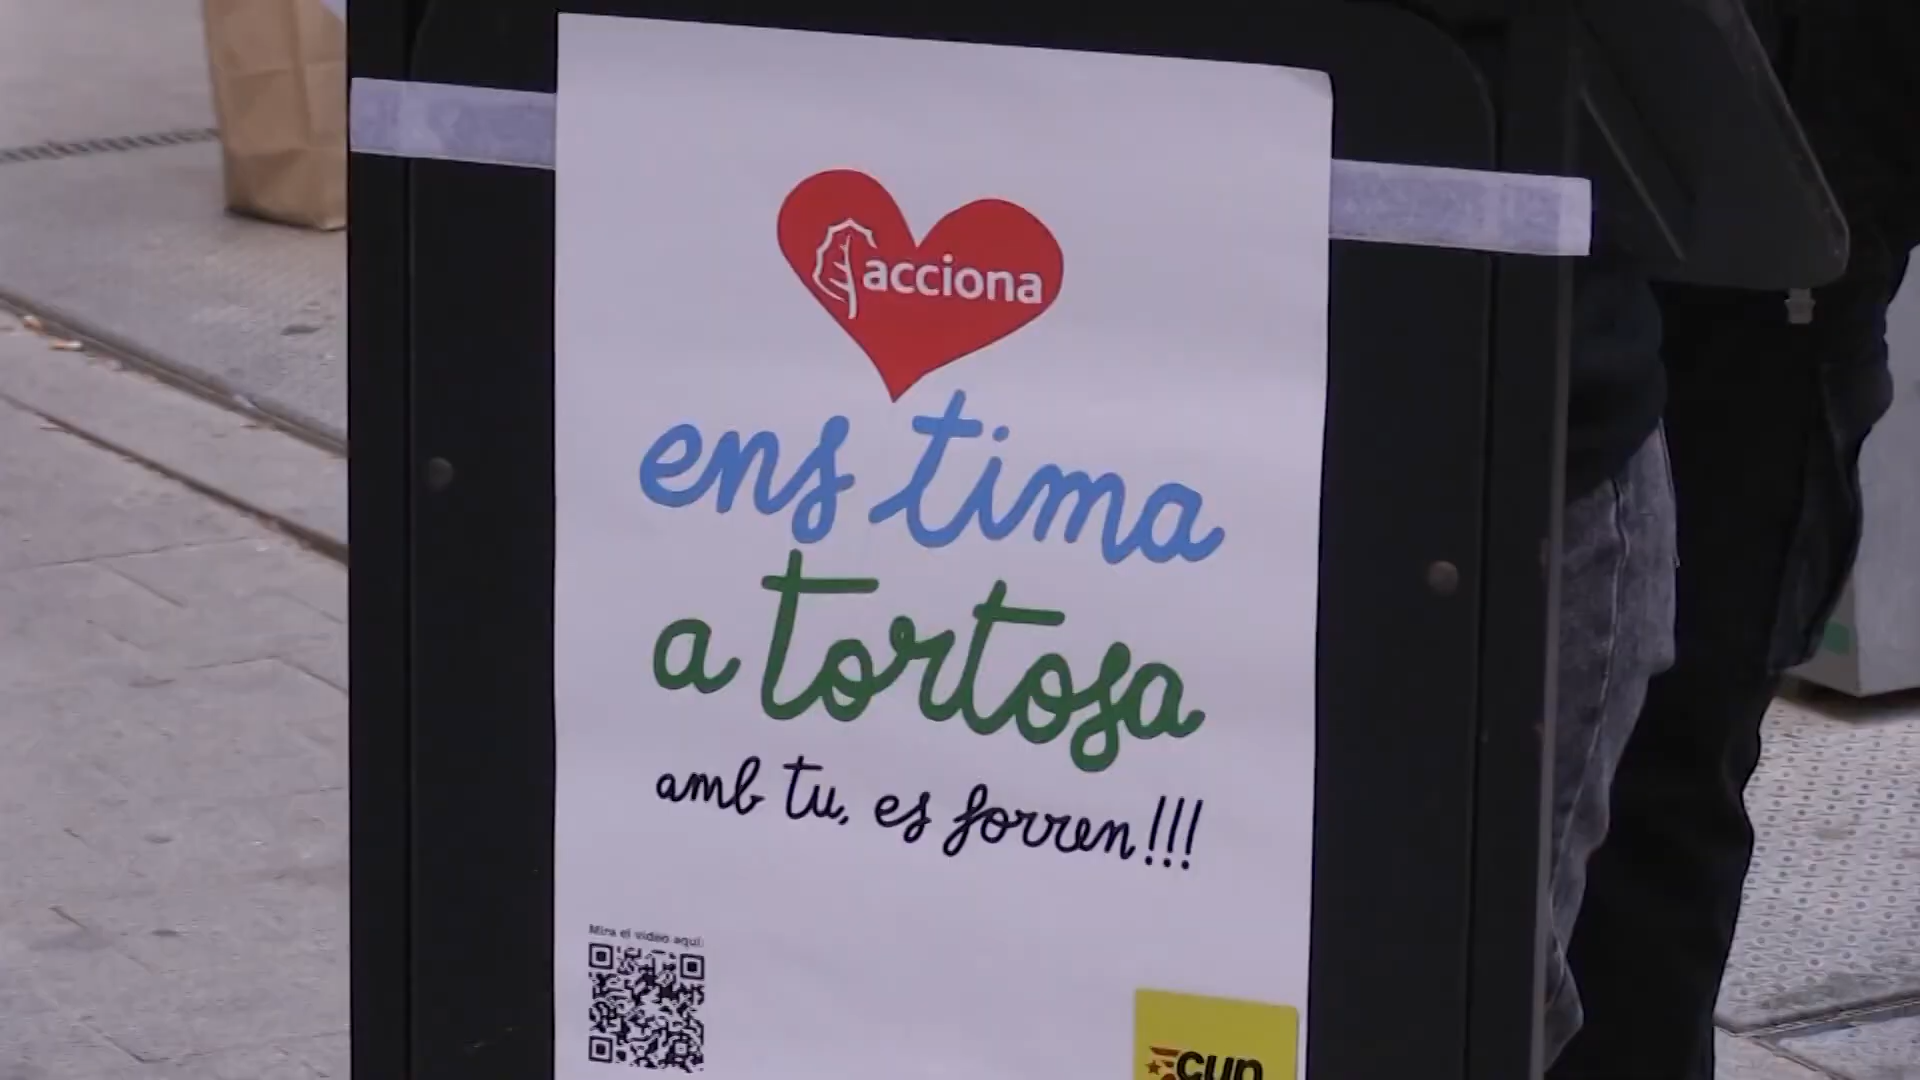 acciona
ens tima
a tortosa
amb tu, es forren!!!
Mira el vídeo aquí:
cup